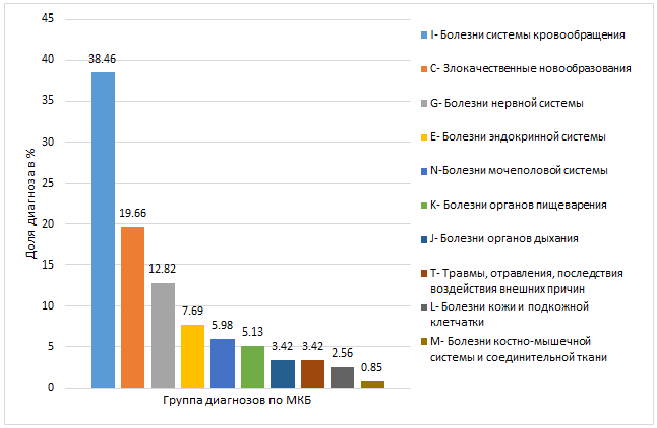 45
40
35
30
25
20
15
10
5
0
Доля диагноза в %
38.46
19.66
12.82
7.69
5.98
5.13
3.42
3.42
2.56
0.85
Группа диагнозов по МКБ
I- Болезни системы кровообращения
C- Злокачественные новообразования
G- Болезни нервной системы
E- Болезни эндокринной системы
N-Болезни мочеполовой системы
K- Болезни органов пищеварения
J- Болезни органов дыхания
T- Травмы, отравления, последствия
воздействия внешних причин
L- Болезни кожи и подкожной
клетчатки
M- Болезни костно-мышечной
системы и соединительной ткани